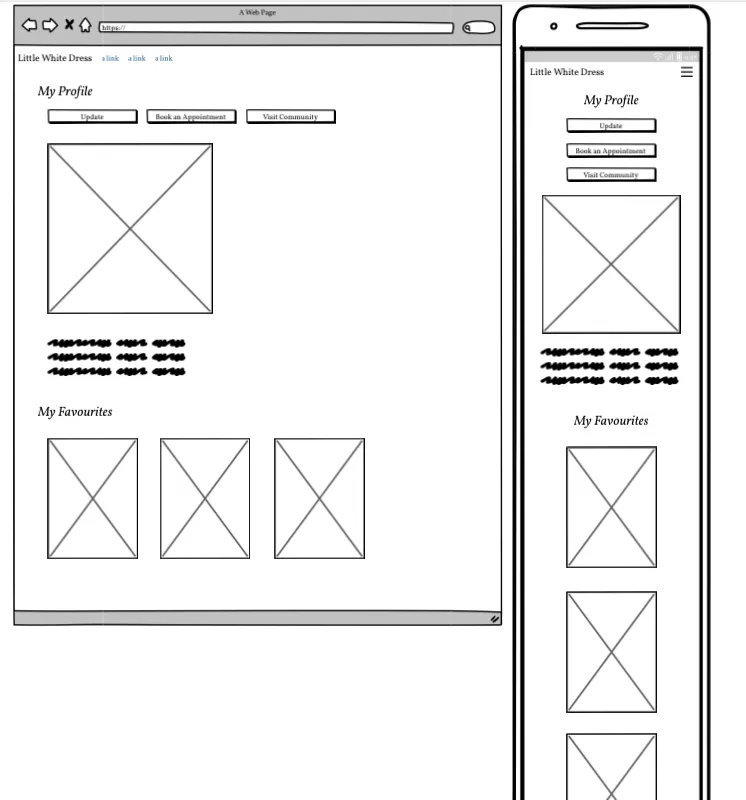 A Web Page
https://
Little White Dress a link a link a link
My Profile
Update Book an Appointment Visit Community
My Favourites
Little White Dress
My Profile
Update
Book an Appointment
Visit Community
My Favourites